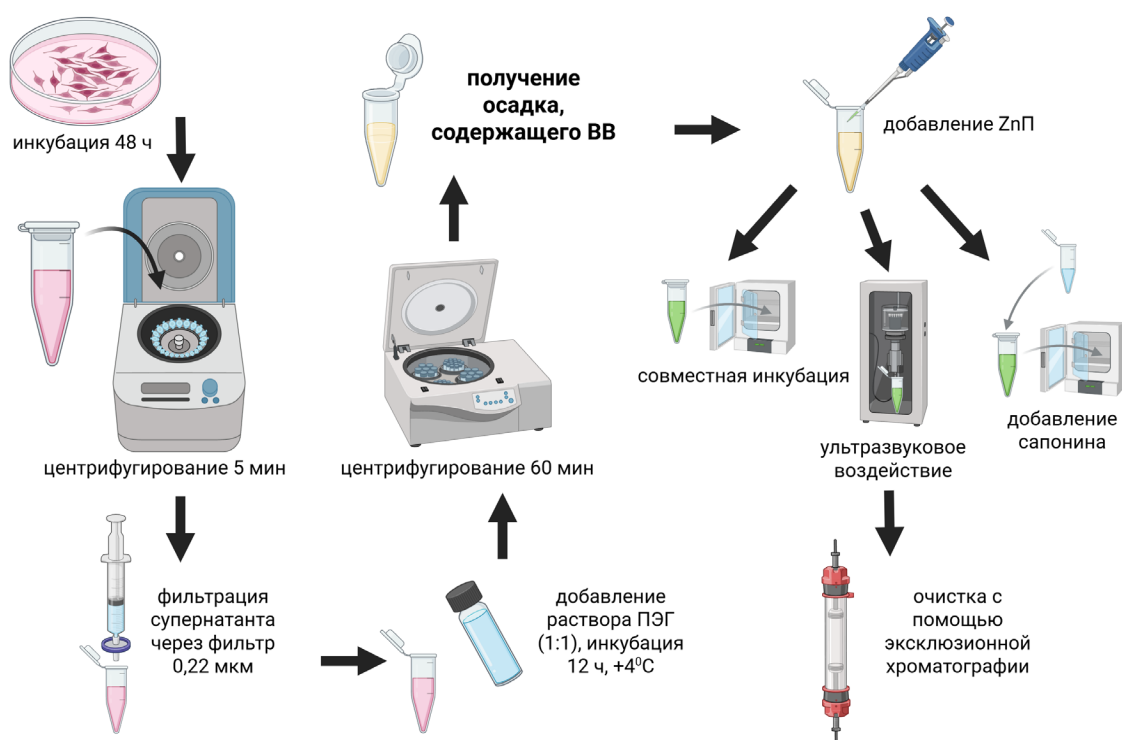 инкубация 48 ч
центрифугирование 5 мин
фильтрация
супернатанта
через фильтр
0,22 мкм
добавление
раствора ПЭГ
(1:1), инкубация
12 ч, +4⁰С
центрифугирование 60 мин
получение
осадка,
содержащего ВВ
добавление ZnП
совместная инкубация
ультразвуковое
воздействие
добавление
сапонина
очистка с
помощью
эксклюзионной
хроматографии